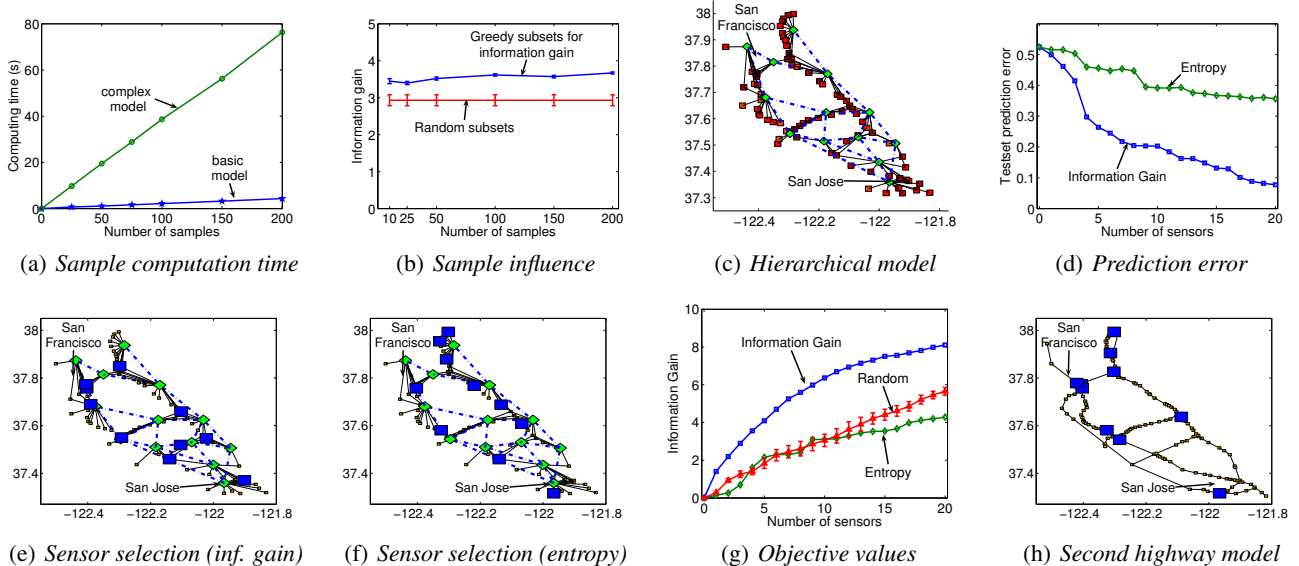 80
60
40
20
0
Computing time (s)
complex
model
basic
model
0 50 100 150 200
Number of samples
(a) Sample computation time
5
4
3
2
1
0
Information gain
Greedy subsets for
information gain
Random subsets
10 25 50 100 150 200
Number of samples
(b) Sample influence
38
37.9
37.8
37.7
37.6
37.5
37.4
37.3
San
Francisco
San Jose
−122.4 −122.2 −122 −121.8
(c) Hierarchical model
0.5
0.4
0.3
0.2
0.1
0
Testset prediction error
Entropy
Information Gain
0 5 10 15 20
Number of sensors
(d) Prediction error
38
37.8
37.6
37.4
San
Francisco
San Jose
−122.4 −122.2 −122 −121.8
(e) Sensor selection (inf. gain)
38
37.8
37.6
37.4
San
Francisco
San Jose
−122.4 −122.2 −122 −121.8
(f) Sensor selection (entropy)
10
8
6
4
2
0
Information Gain
Information Gain
Random
Entropy
0 5 10 15 20
Number of sensors
(g) Objective values
38
37.8
37.6
37.4
San
Francisco
San Jose
−122.4 −122.2 −122 −121.8
(h) Second highway model